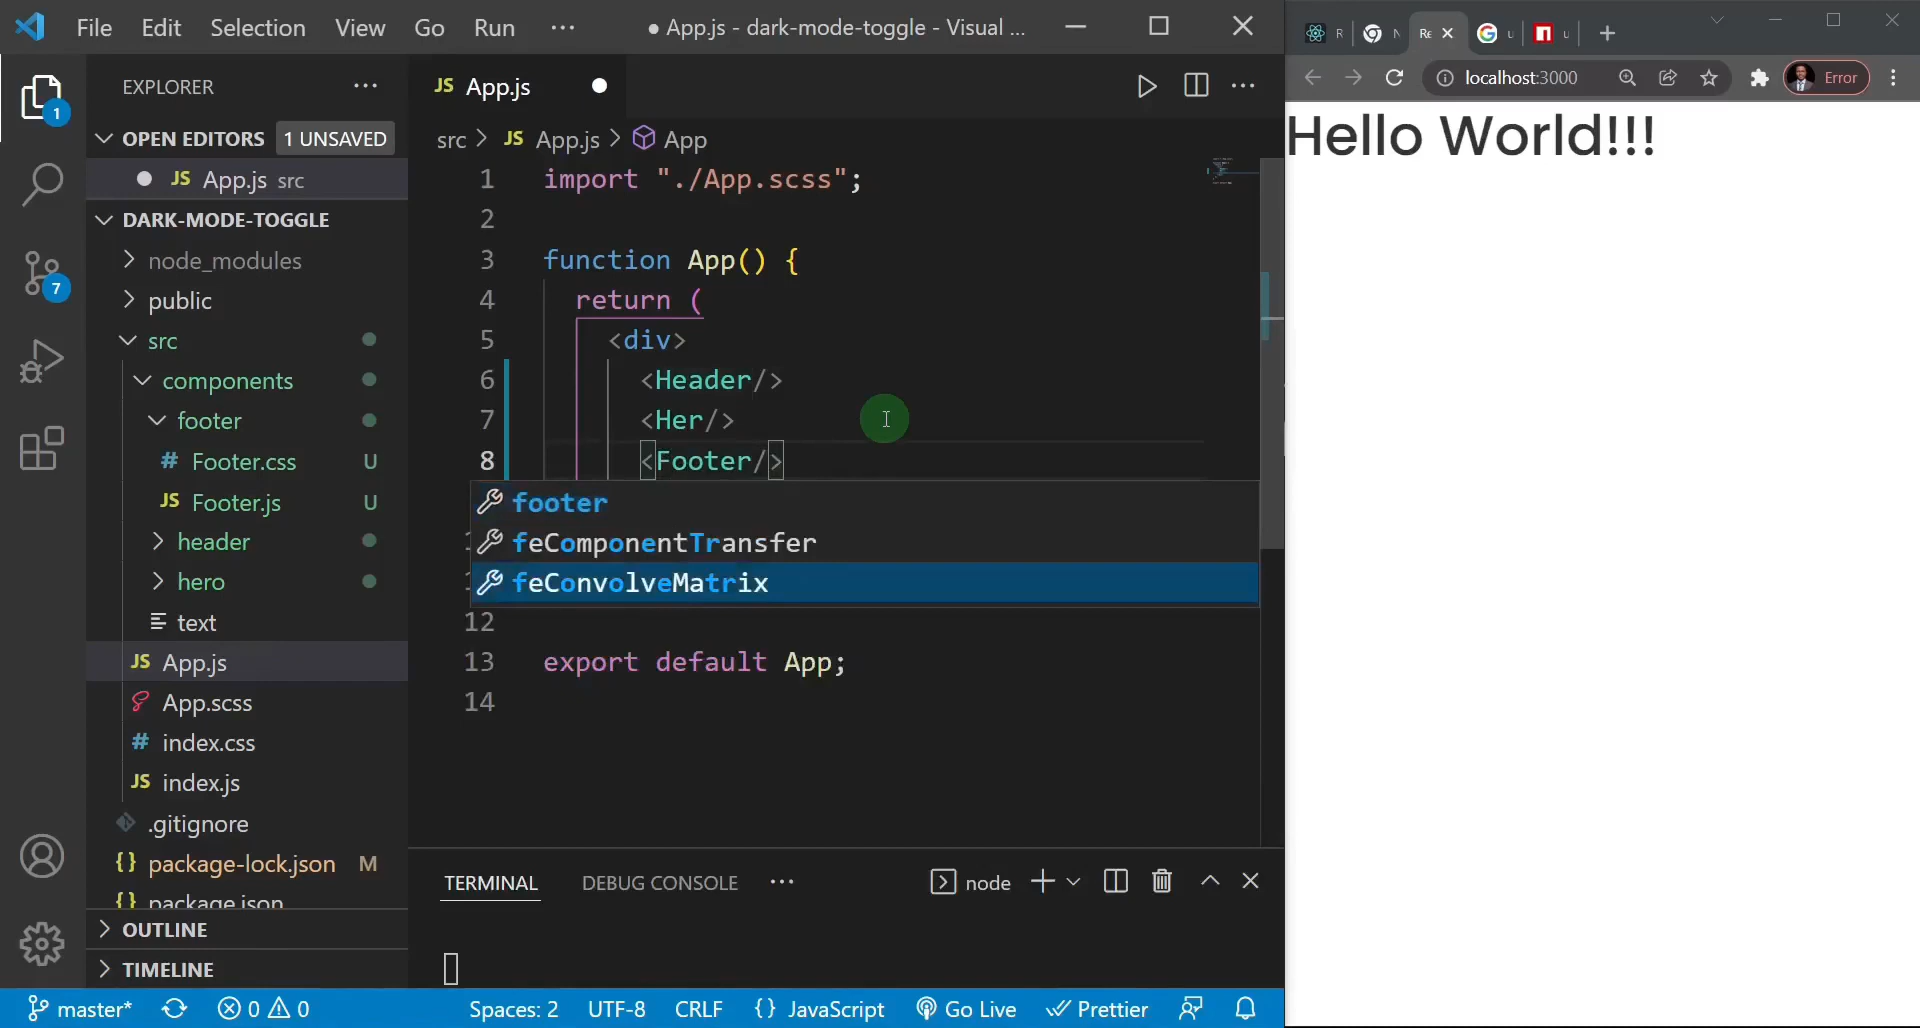 File Edit Selection View Go Run ··· ● App.js - dark-mode-toggle - Visual ...
EXPLORER ···
1
OPEN EDITORS 1 UNSAVED
JS App.js src
DARK-MODE-TOGGLE
node_modules
public
7
src
components
footer
# Footer.css U
JS Footer.js U
header
hero
text
JS App.js
App.scss
# index.css
JS index.js
.gitignore
{} package-lock.json M
{} package.json
OUTLINE
TIMELINE
JS App.js
src > JS App.js > App
1 import "./App.scss";
2
3 function App() {
4 return (
5 <div>
6 <Header/>
7 <Her/>
8 <Footer/>
footer
feComponentTransfer
feConvolveMatrix
12
13 export default App;
14
TERMINAL DEBUG CONSOLE ··· node
master* 0 0 Spaces: 2 UTF-8 CRLF {} JavaScript Go Live Prettier
R N Re G u n u
localhost:3000 Error
Hello World!!!